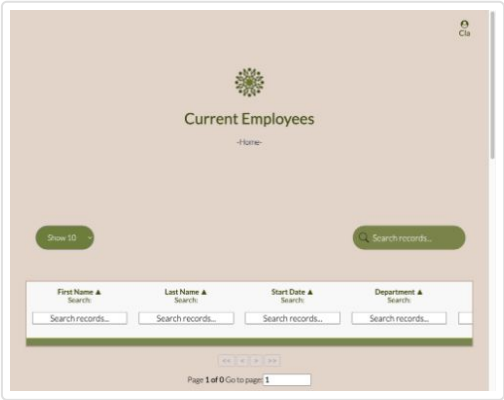 Cla
Current Employees
-Home-
Show 10
Search records...
First Name ▲ Last Name ▲ Start Date ▲ Department ▲
Search: Search: Search: Search:
Search records... Search records... Search records... Search records...
<< < > >>
Page 1 of 0 Go to page: 1